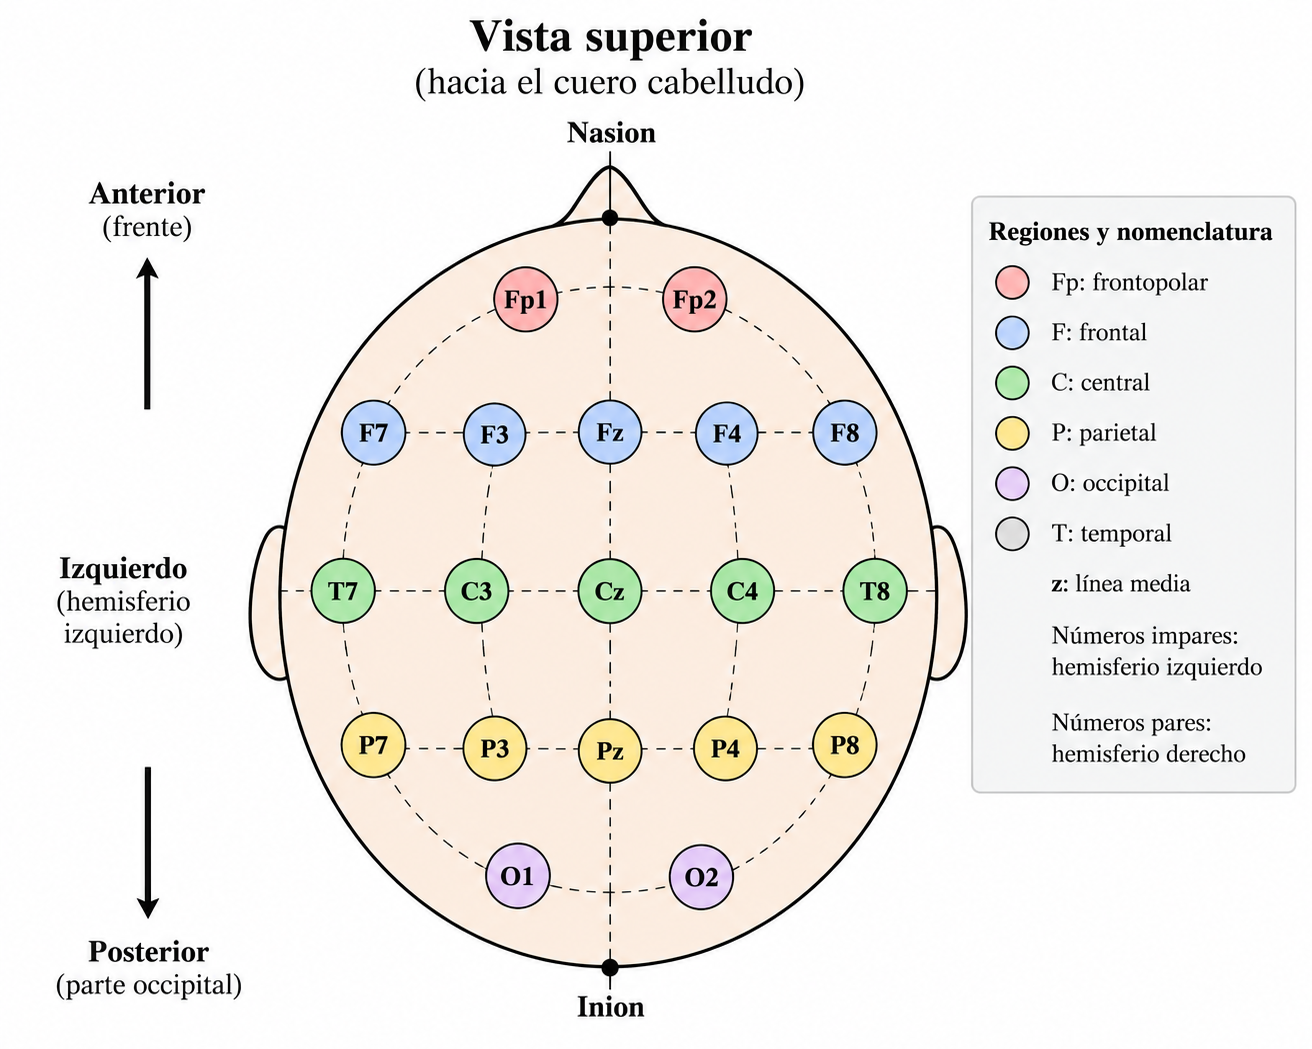 Vista superior
(hacia el cuero cabelludo)
Nasion
Anterior
(frente)
Izquierdo
(hemisferio
izquierdo)
Posterior
(parte occipital)
Fp1 Fp2
F7 F3 Fz F4 F8
T7 C3 Cz C4 T8
P7 P3 Pz P4 P8
O1 O2
Inion
Regiones y nomenclatura
Fp: frontopolar
F: frontal
C: central
P: parietal
O: occipital
T: temporal
z: línea media
Números impares:
hemisferio izquierdo
Números pares:
hemisferio derecho